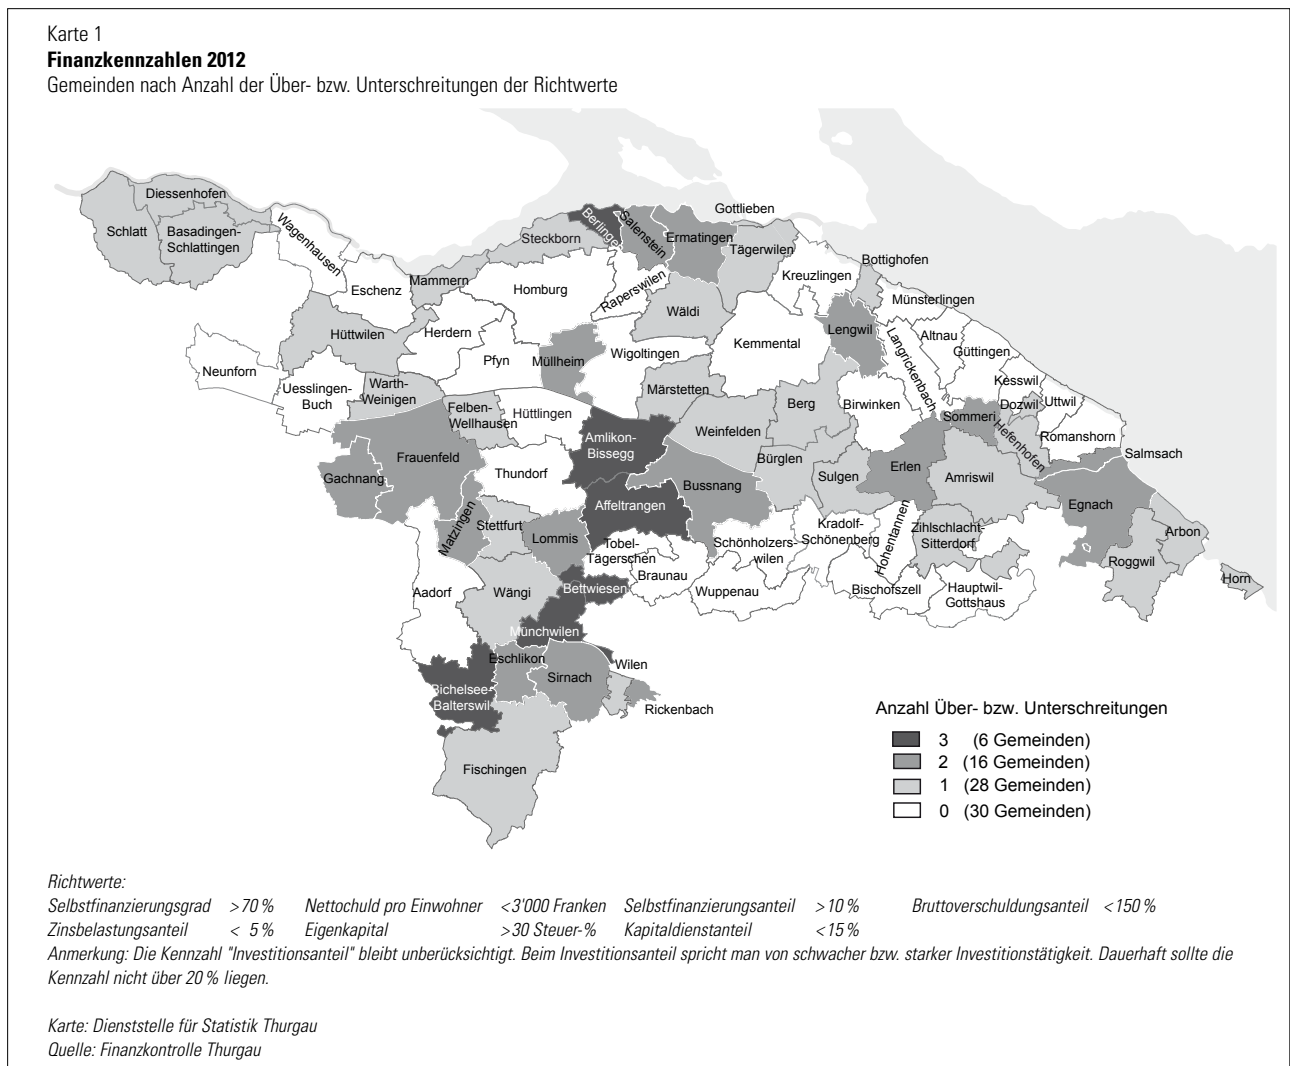 Karte 1
Finanzkennzahlen 2012
Gemeinden nach Anzahl der Über- bzw. Unterschreitungen der Richtwerte
Diessenhofen
Schlatt
Basadingen-
Schlattingen
Wagenhausen
Eschenz
Mammern
Steckborn
Berlingen
Salenstein
Ermatingen
Gottlieben
Tägerwilen
Kreuzlingen
Bottighofen
Münsterlingen
Homburg
Raperswilen
Wäldi
Hüttwilen
Herdern
Kemmental
Lengwil
Langrickenbach
Altnau
Güttingen
Neunforn
Pfyn
Müllheim
Wigoltingen
Kesswil
Uesslingen-
Buch
Warth-
Weinigen
Märstetten
Dozwil
Uttwil
Felben-
Wellhausen
Hüttlingen
Berg
Birwinken
Sommeri
Hefenhofen
Romanshorn
Amlikon-
Bissegg
Weinfelden
Salmsach
Frauenfeld
Bürglen
Gachnang
Thundorf
Bussnang
Sulgen
Erlen
Amriswil
Egnach
Affeltrangen
Matzingen
Stettfurt
Lommis
Tobel-
Tägerschen
Schönholzers-
wilen
Kradolf-
Schönenberg
Hohentannen
Zihlschlacht-
Sitterdorf
Arbon
Roggwil
Horn
Aadorf
Wängi
Bettwiesen
Braunau
Wuppenau
Bischofszell
Hauptwil-
Gottshaus
Münchwilen
Eschlikon
Wilen
Sirnach
Bichelsee-
Balterswil
Rickenbach
Fischingen
Anzahl Über- bzw. Unterschreitungen
3 (6 Gemeinden)
2 (16 Gemeinden)
1 (28 Gemeinden)
0 (30 Gemeinden)
Richtwerte:
Selbstfinanzierungsgrad >70 % Nettochuld pro Einwohner <3'000 Franken Selbstfinanzierungsanteil >10 % Bruttoverschuldungsanteil <150 %
Zinsbelastungsanteil < 5 % Eigenkapital >30 Steuer-% Kapitaldienstanteil <15 %
Anmerkung: Die Kennzahl "Investitionsanteil" bleibt unberücksichtigt. Beim Investitionsanteil spricht man von schwacher bzw. starker Investitionstätigkeit. Dauerhaft sollte die
Kennzahl nicht über 20 % liegen.
Karte: Dienststelle für Statistik Thurgau
Quelle: Finanzkontrolle Thurgau